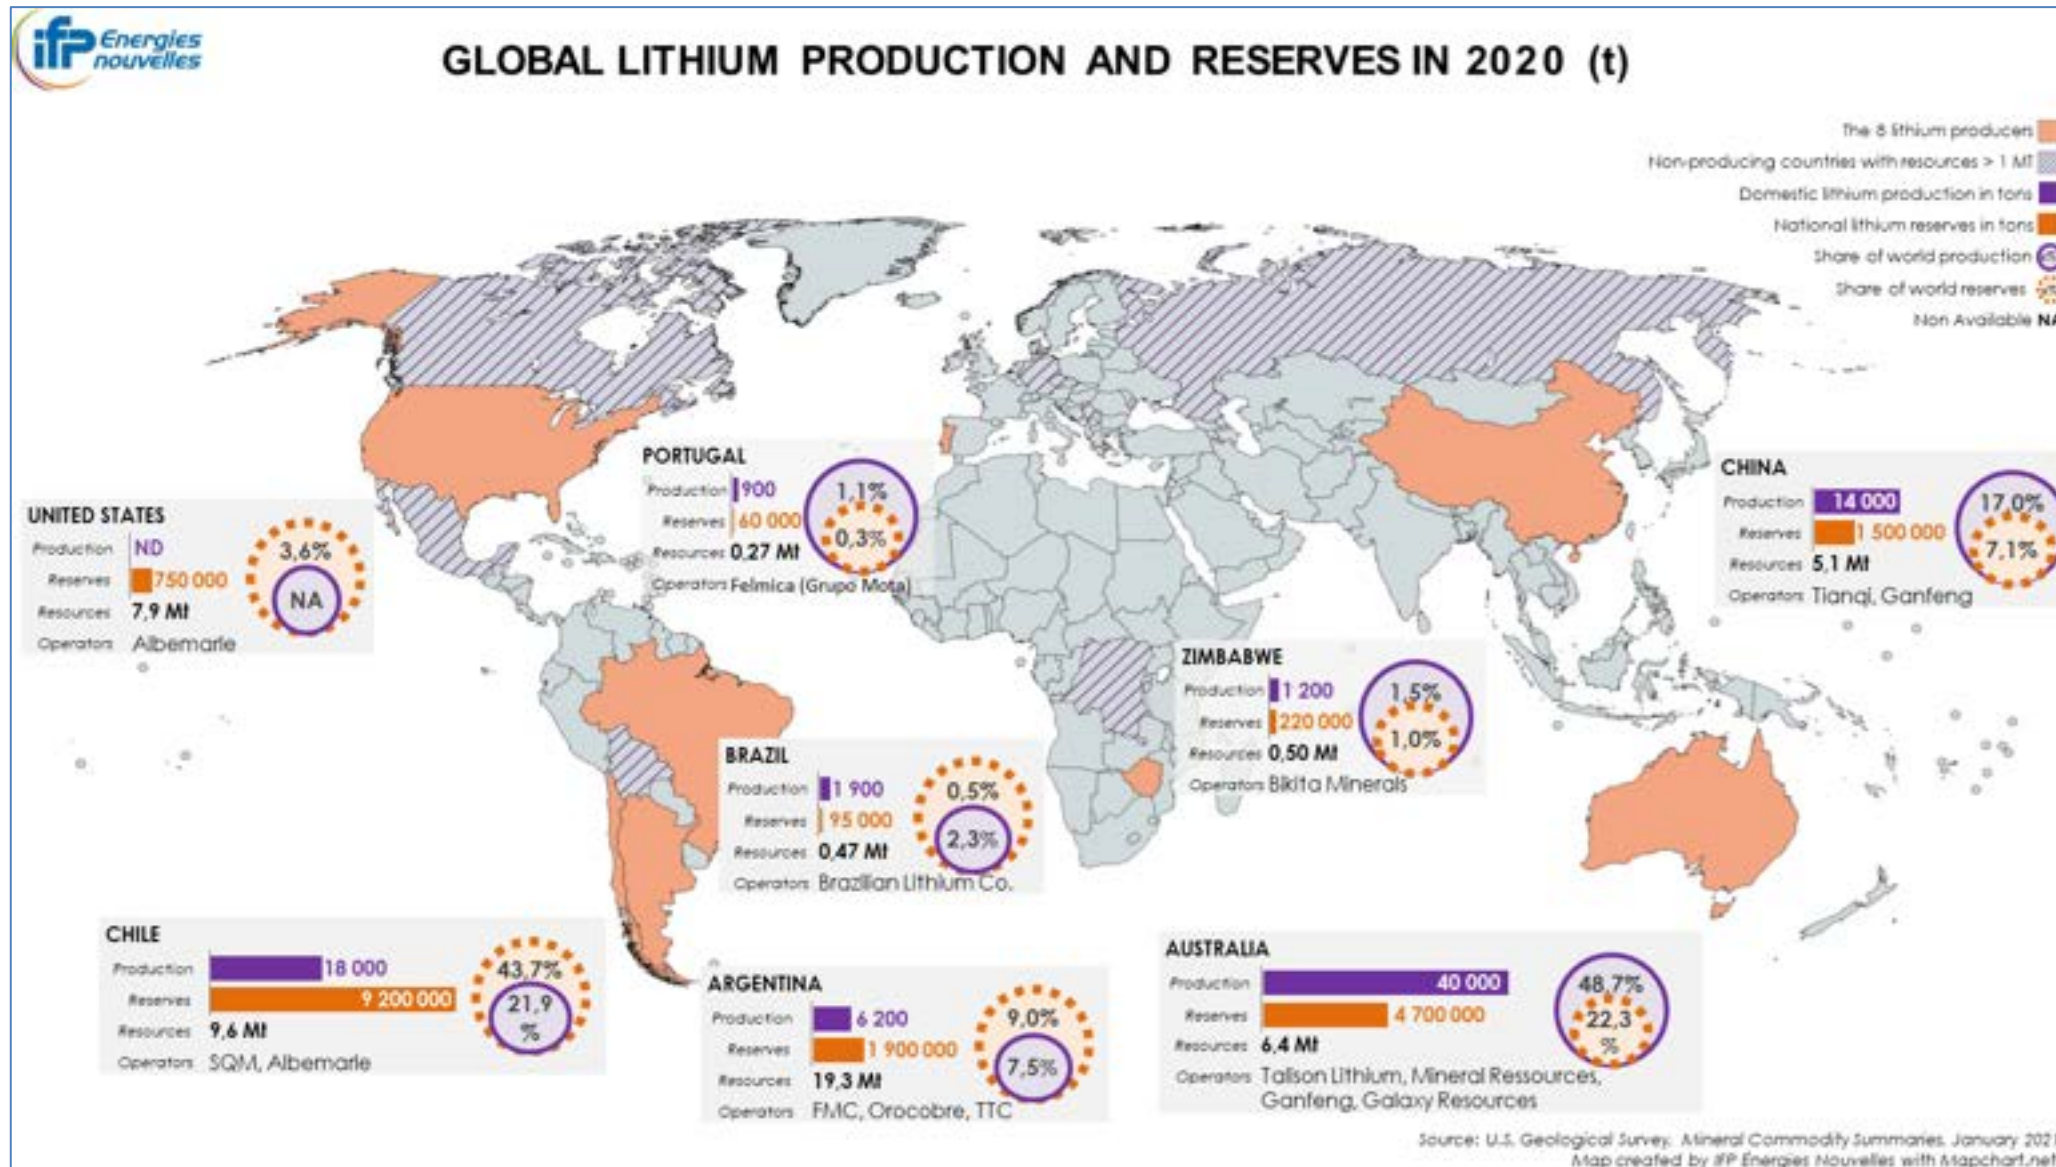 ifp Energies
nouvelles
GLOBAL LITHIUM PRODUCTION AND RESERVES IN 2020 (t)
The 8 lithium producers
Non-producing countries with resources > 1 MT
Domestic lithium production in tons
National lithium reserves in tons
Share of world production
Share of world reserves
Non Available NA
UNITED STATES
Production ND
Reserves 750 000
Resources 7,9 Mt
Operators Albemarle
3,6%
NA
PORTUGAL
Production 900
Reserves 60 000
Resources 0,27 Mt
Operators Felmica (Grupo Mota)
1,1%
0,3%
CHINA
Production 14 000
Reserves 1 500 000
Resources 5,1 Mt
Operators Tianqi, Ganfeng
17,0%
7,1%
ZIMBABWE
Production 1 200
Reserves 220 000
Resources 0,50 Mt
Operators Bikita Minerals
1,5%
1,0%
BRAZIL
Production 1 900
Reserves 95 000
Resources 0,47 Mt
Operators Brazilian Lithium Co.
0,5%
2,3%
CHILE
Production 18 000
Reserves 9 200 000
Resources 9,6 Mt
Operators SQM, Albemarle
43,7%
21,9
%
ARGENTINA
Production 6 200
Reserves 1 900 000
Resources 19,3 Mt
Operators FMC, Orocobre, TTC
9,0%
7,5%
AUSTRALIA
Production 40 000
Reserves 4 700 000
Resources 6,4 Mt
Operators Talison Lithium, Mineral Ressources,
Ganfeng, Galaxy Resources
48,7%
22,3
%
Source: U.S. Geological Survey, Mineral Commodity Summaries, January
Map created by IFP Energies Nouvelles with Mapchart.net